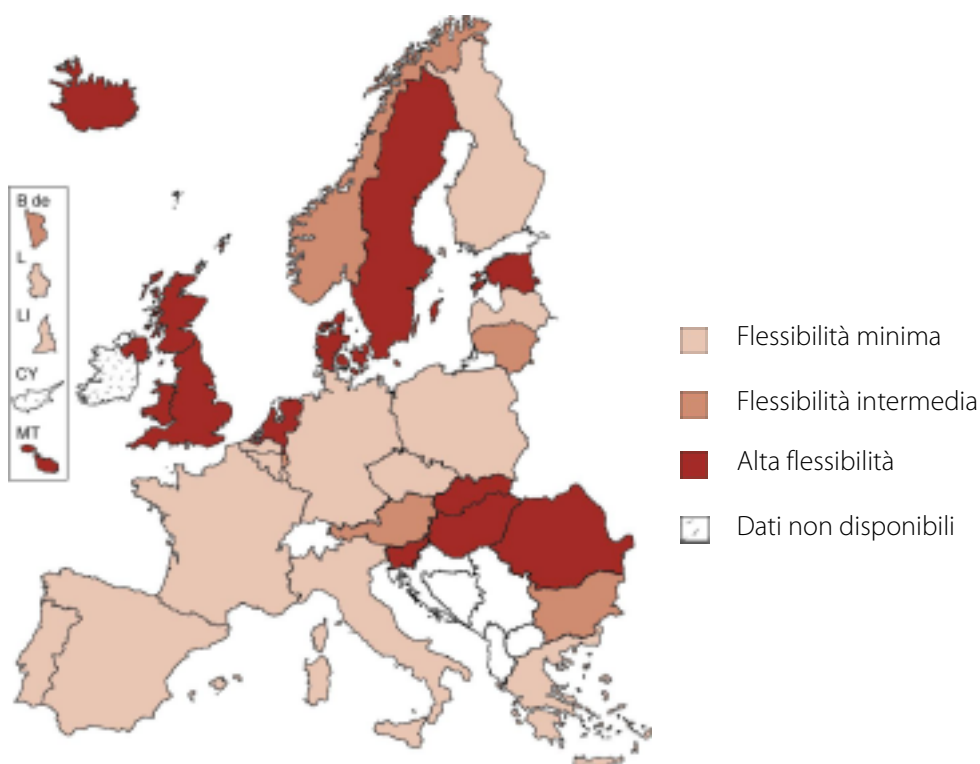 B de
L
LI
CY
MT
Flessibilità minima
Flessibilità intermedia
Alta flessibilità
Dati non disponibili